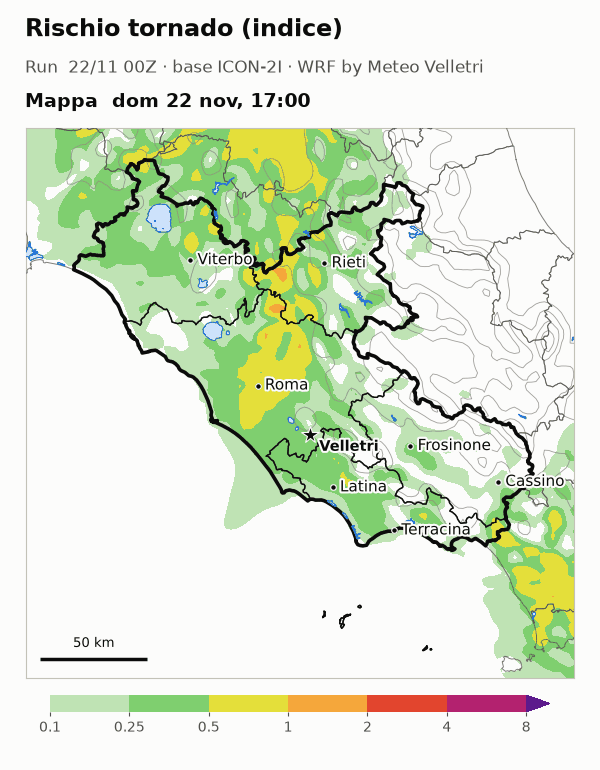 Rischio tornado (indice)
Run  22/11 00Z · base ICON-2I · WRF by Meteo Velletri
Mappa  dom 22 nov, 17:00
Viterbo
Rieti
Roma
Velletri
Frosinone
Cassino
Latina
Terracina
50 km
0.1 0.25 0.5 1 2 4 8